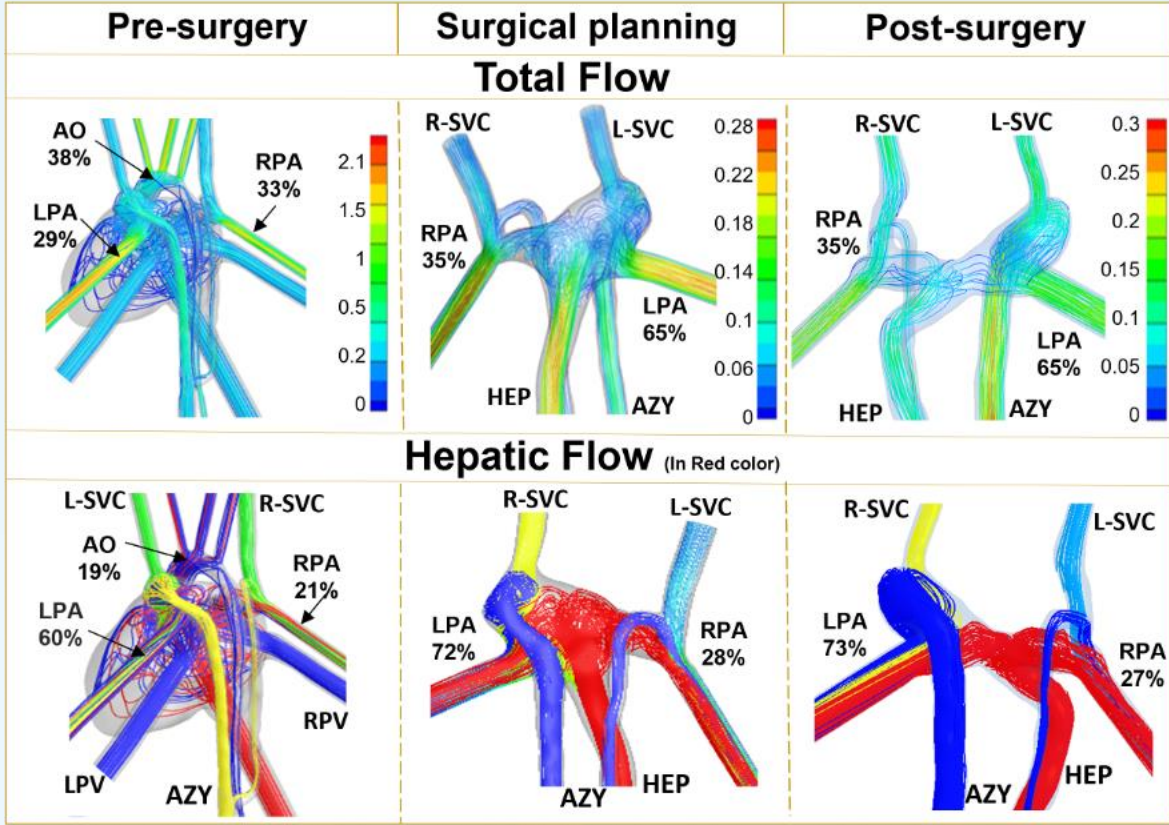 Pre-surgery
Surgical planning
Post-surgery
Total Flow
AO
38%
RPA
33%
LPA
29%
2.1
1.5
1
0.5
0.2
0
R-SVC
L-SVC
RPA
35%
LPA
65%
HEP
AZY
0.28
0.22
0.18
0.14
0.1
0.06
0
R-SVC
L-SVC
RPA
35%
LPA
65%
HEP
AZY
0.3
0.25
0.2
0.15
0.1
0.05
0
Hepatic Flow (In Red color)
L-SVC
R-SVC
AO
19%
RPA
21%
LPA
60%
RPV
LPV
AZY
R-SVC
L-SVC
LPA
72%
RPA
28%
AZY
HEP
R-SVC
L-SVC
LPA
73%
RPA
27%
AZY
HEP